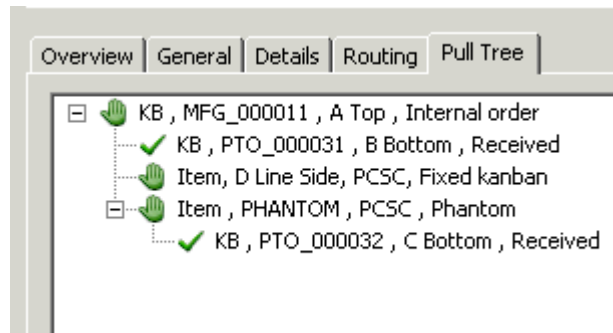 Overview General Details Routing Pull Tree
KB , MFG_000011 , A Top , Internal order
KB , PTO_000031 , B Bottom , Received
Item, D Line Side, PCSC, Fixed kanban
Item , PHANTOM , PCSC , Phantom
KB , PTO_000032 , C Bottom , Received